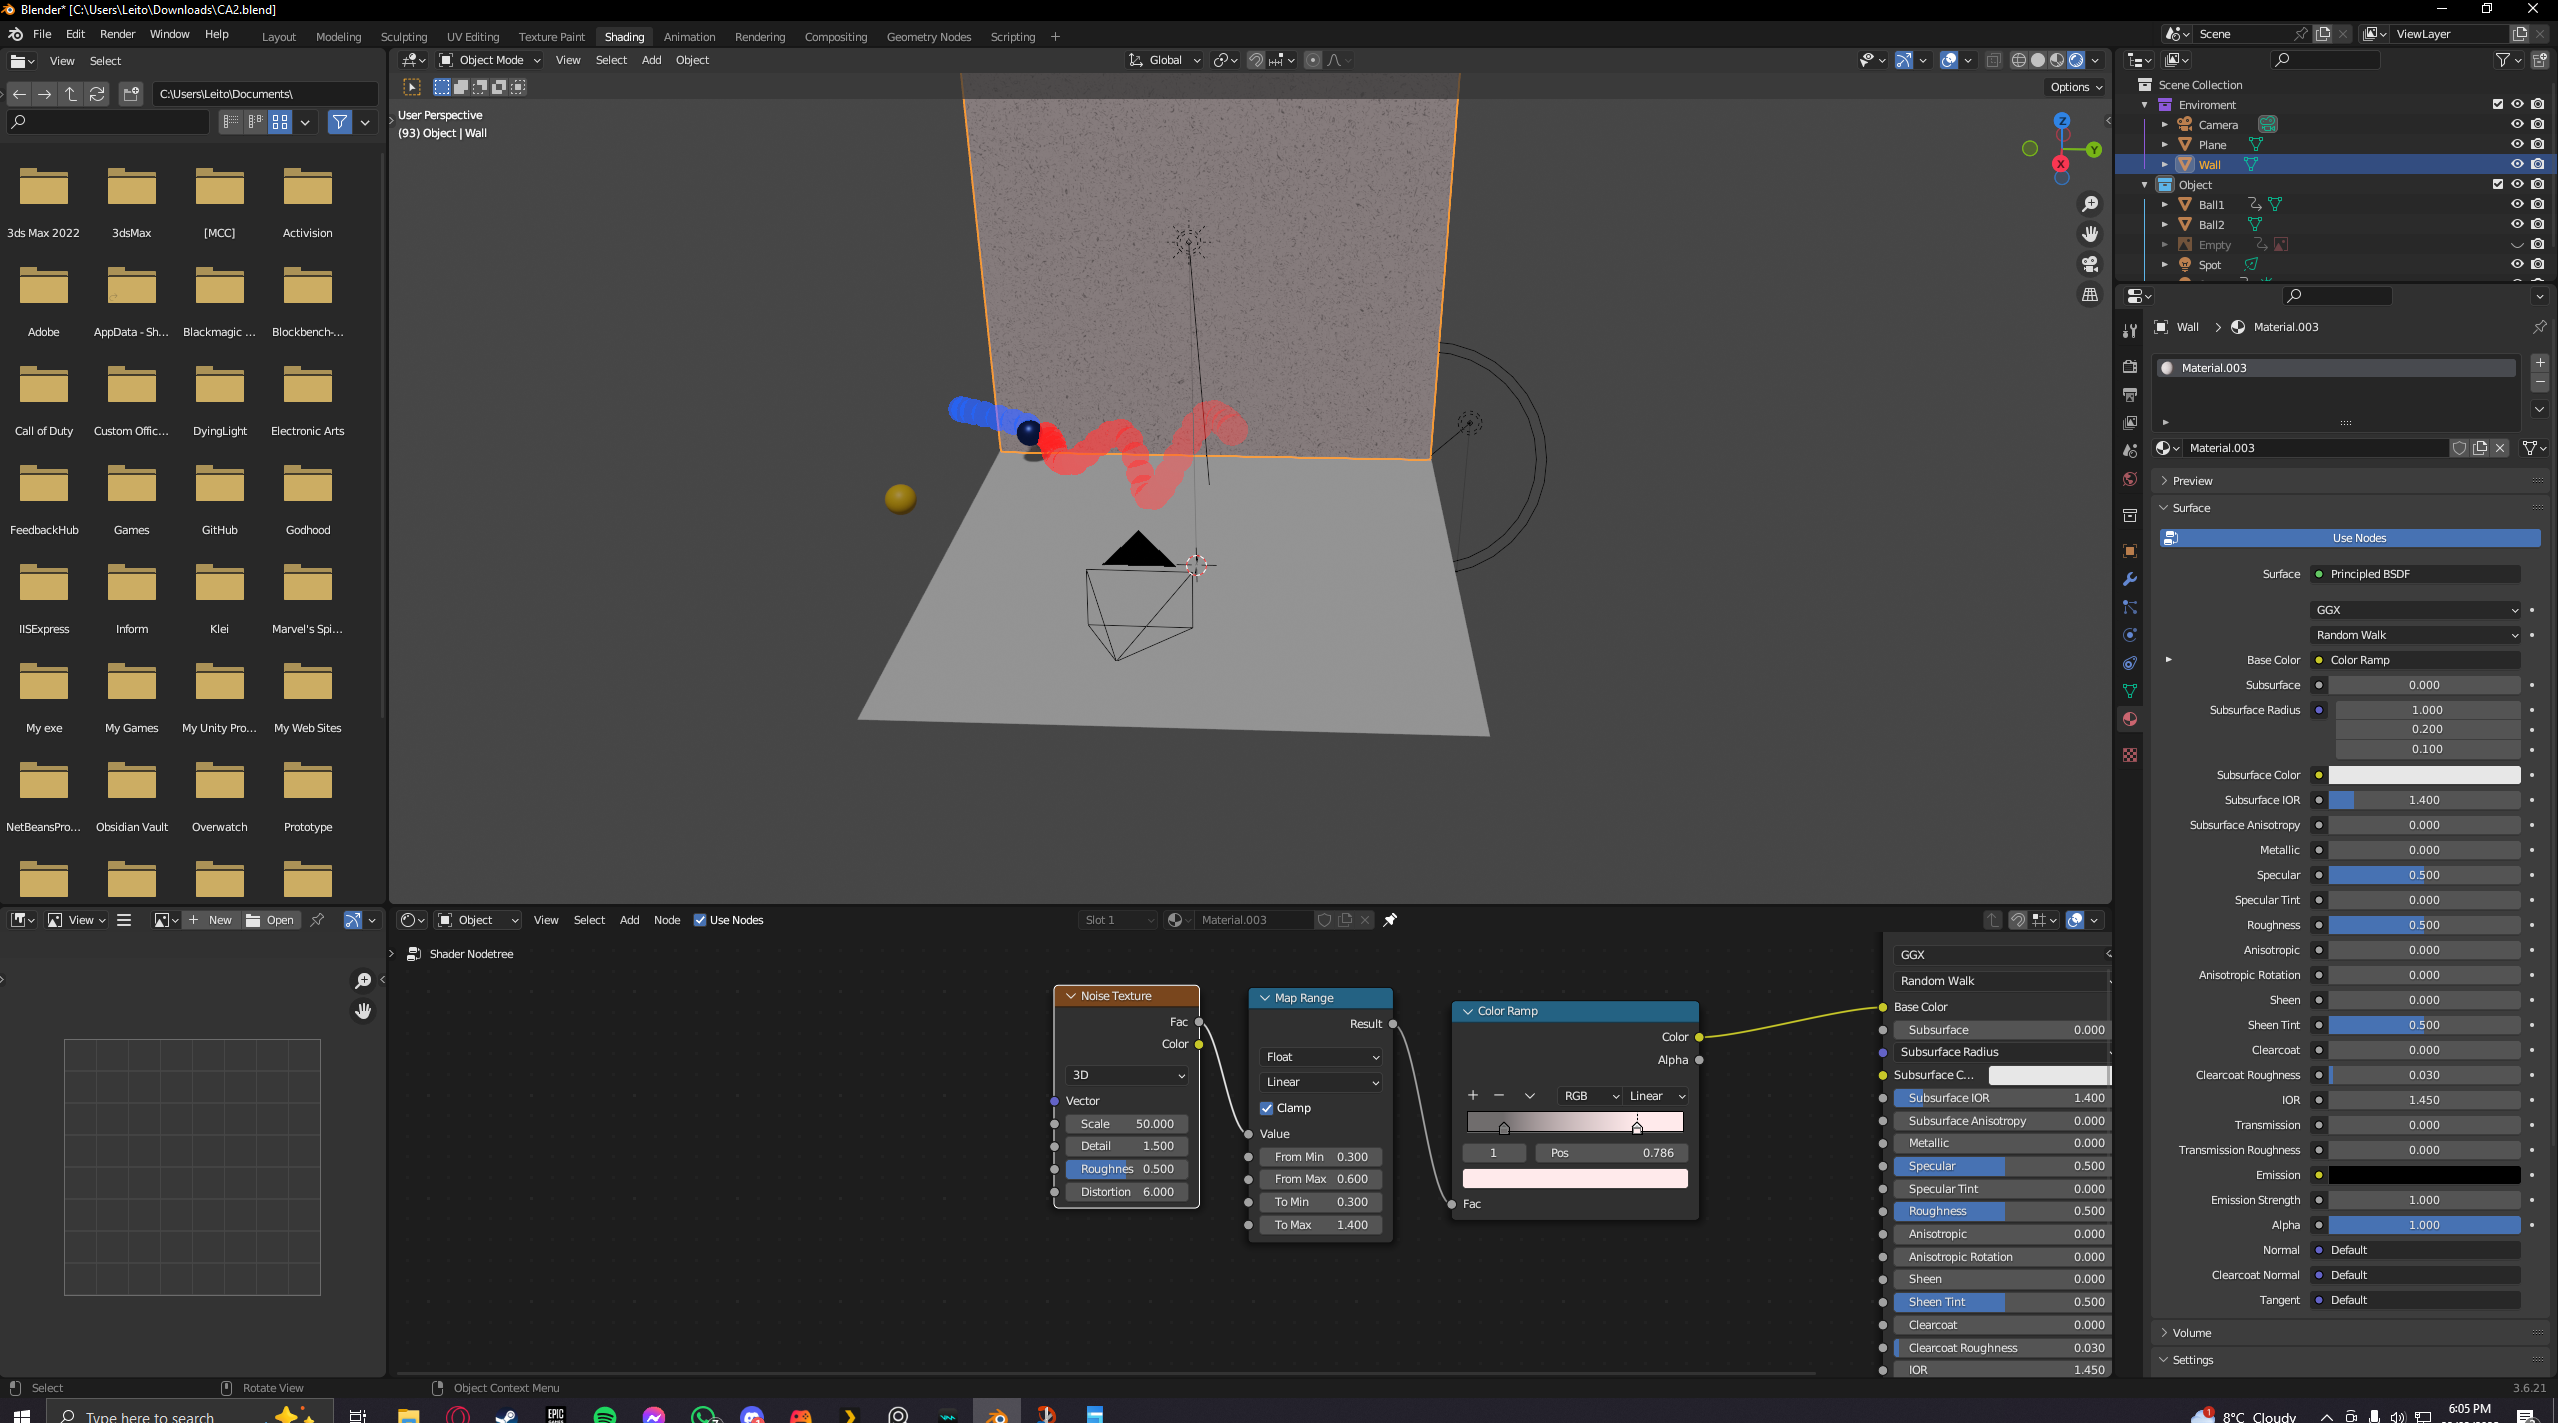 Blender* [C:\Users\Leito\Downloads\CA2.blend]
File Edit Render Window Help Layout Modeling Sculpting UV Editing Texture Paint Shading Animation Rendering Compositing Geometry Nodes Scripting + Scene ViewLayer
View Select
C:\Users\Leito\Documents\
3ds Max 2022 3dsMax [MCC] Activision
Adobe AppData - Sh... Blackmagic ... Blockbench-...
Call of Duty Custom Offic... DyingLight Electronic Arts
FeedbackHub Games GitHub Godhood
IISExpress Inform Klei Marvel's Spi...
My exe My Games My Unity Pro... My Web Sites
NetBeansPro... Obsidian Vault Overwatch Prototype
Object Mode View Select Add Object Global
Options
User Perspective
(93) Object | Wall
Z
Y
X
Scene Collection
Enviroment
Camera
Plane
Wall
Object
Ball1
Ball2
Empty
Spot
Wall > Material.003
Material.003
Material.003
Preview
Surface
Use Nodes
Surface Principled BSDF
GGX
Random Walk
Base Color Color Ramp
Subsurface 0.000
Subsurface Radius 1.000
0.200
0.100
Subsurface Color
Subsurface IOR 1.400
Subsurface Anisotropy 0.000
Metallic 0.000
Specular 0.500
Specular Tint 0.000
Roughness 0.500
Anisotropic 0.000
Anisotropic Rotation 0.000
Sheen 0.000
Sheen Tint 0.500
Clearcoat 0.000
Clearcoat Roughness 0.030
IOR 1.450
Transmission 0.000
Transmission Roughness 0.000
Emission
Emission Strength 1.000
Alpha 1.000
Normal Default
Clearcoat Normal Default
Tangent Default
Volume
Settings
View New Open
Object View Select Add Node Use Nodes Slot 1 Material.003
Shader Nodetree
Noise Texture
Fac
Color
3D
Vector
Scale 50.000
Detail 1.500
Roughnes 0.500
Distortion 6.000
Map Range
Result
Float
Linear
Clamp
Value
From Min 0.300
From Max 0.600
To Min 0.300
To Max 1.400
Color Ramp
Color
Alpha
RGB Linear
1 Pos 0.786
Fac
GGX
Random Walk
Base Color
Subsurface 0.000
Subsurface Radius
Subsurface C...
Subsurface IOR 1.400
Subsurface Anisotropy 0.000
Metallic 0.000
Specular 0.500
Specular Tint 0.000
Roughness 0.500
Anisotropic 0.000
Anisotropic Rotation 0.000
Sheen 0.000
Sheen Tint 0.500
Clearcoat 0.000
Clearcoat Roughness 0.030
IOR 1.450
Select Rotate View Object Context Menu 3.6.21
Type here to search
EPIC
1
8°C Cloudy
6:05 PM